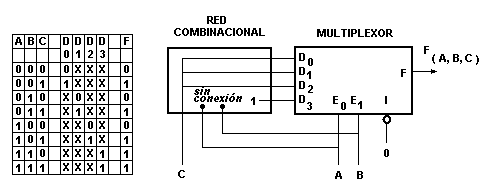 RED
COMBINACIONAL
MULTIPLEXOR
A B C D D D D F
0 1 2 3
0 0 0 0 X X X 0
0 0 1 1 X X X 1
0 1 0 X 0 X X 0
0 1 1 X 1 X X 1
1 0 0 X X 0 X 0
1 0 1 X X 1 X 1
1 1 0 X X X 1 1
1 1 1 X X X 1 1
sin
conexión
1
D0
D1
D2
D3
E0 E1 I
F
F (A, B, C)
0
C A B